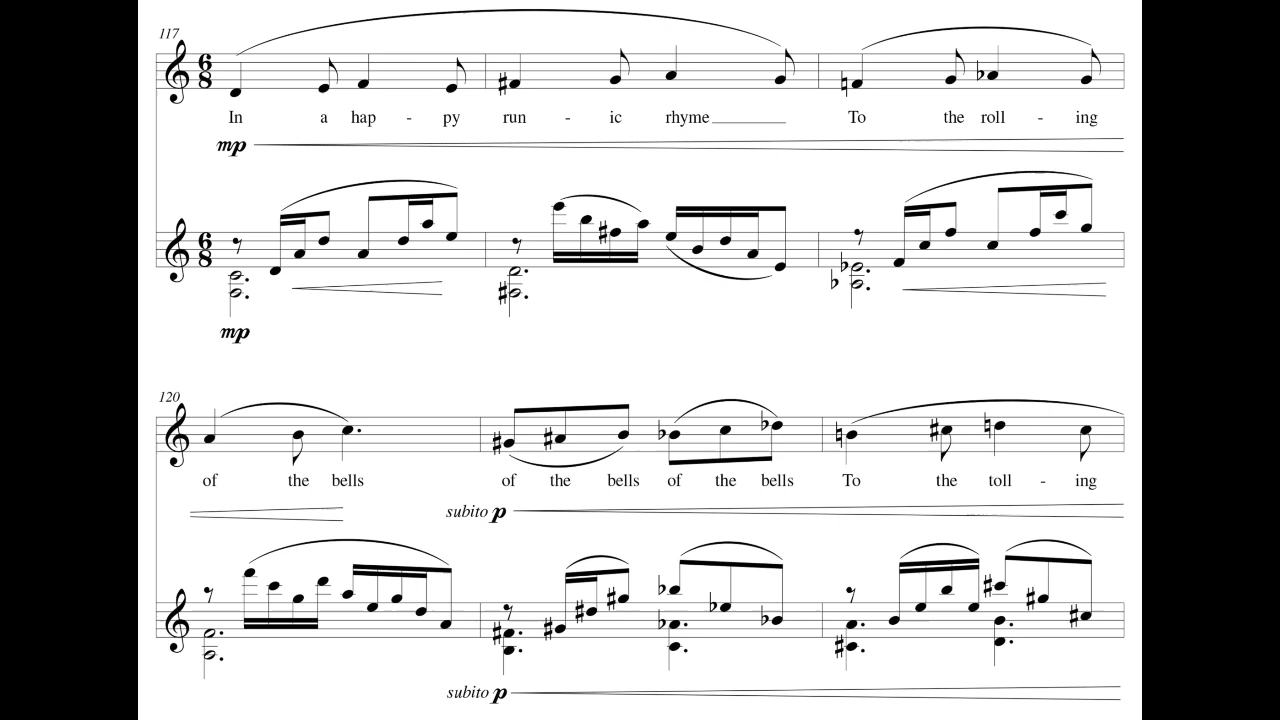 117
In a hap - py run - ic rhyme To the roll - ing
mp
mp
120
of the bells of the bells of the bells To the toll - ing
subito p
subito p